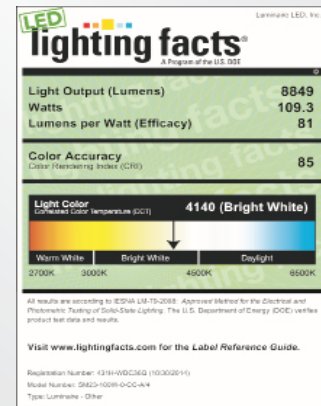 Luminaire LED, Inc.
LED
lighting facts®
A Program of the U.S. DOE
Light Output (Lumens) 8849
Watts 109.3
Lumens per Watt (Efficacy) 81
Color Accuracy
Color Rendering Index (CRI) 85
Light Color
Correlated Color Temperature (CCT) 4140 (Bright White)
Warm White Bright White Daylight
2700K 3000K 4500K 6500K
All results are according to IESNA LM-79-2008: Approved Method for the Electrical and
Photometric Testing of Solid-State Lighting. The U.S. Department of Energy (DOE) verifies
product test data and results.
Visit www.lightingfacts.com for the Label Reference Guide.
Registration Number: (10/30/2014)
Model Number:
Type: Luminaire - Other